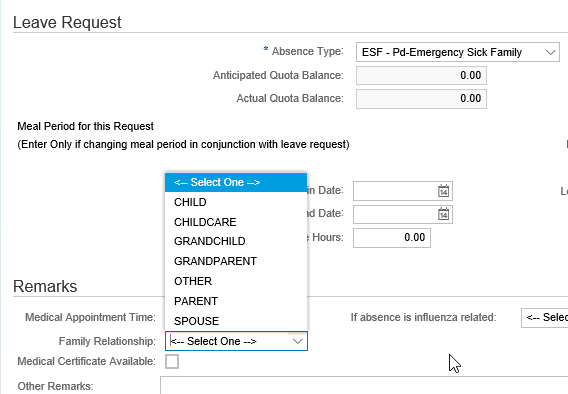 Leave Request
* Absence Type: ESF - Pd-Emergency Sick Family
Anticipated Quota Balance: 0.00
Actual Quota Balance: 0.00
Meal Period for this Request
(Enter Only if changing meal period in conjunction with leave request)
<-- Select One -->
in Date: 14
CHILD
CHILDCARE
nd Date: 14
GRANDCHILD
Hours: 0.00
GRANDPARENT
OTHER
PARENT
SPOUSE
Remarks
Medical Appointment Time:
If absence is influenza related: <-- Selec
Family Relationship: <-- Select One -->
Medical Certificate Available:
Other Remarks: